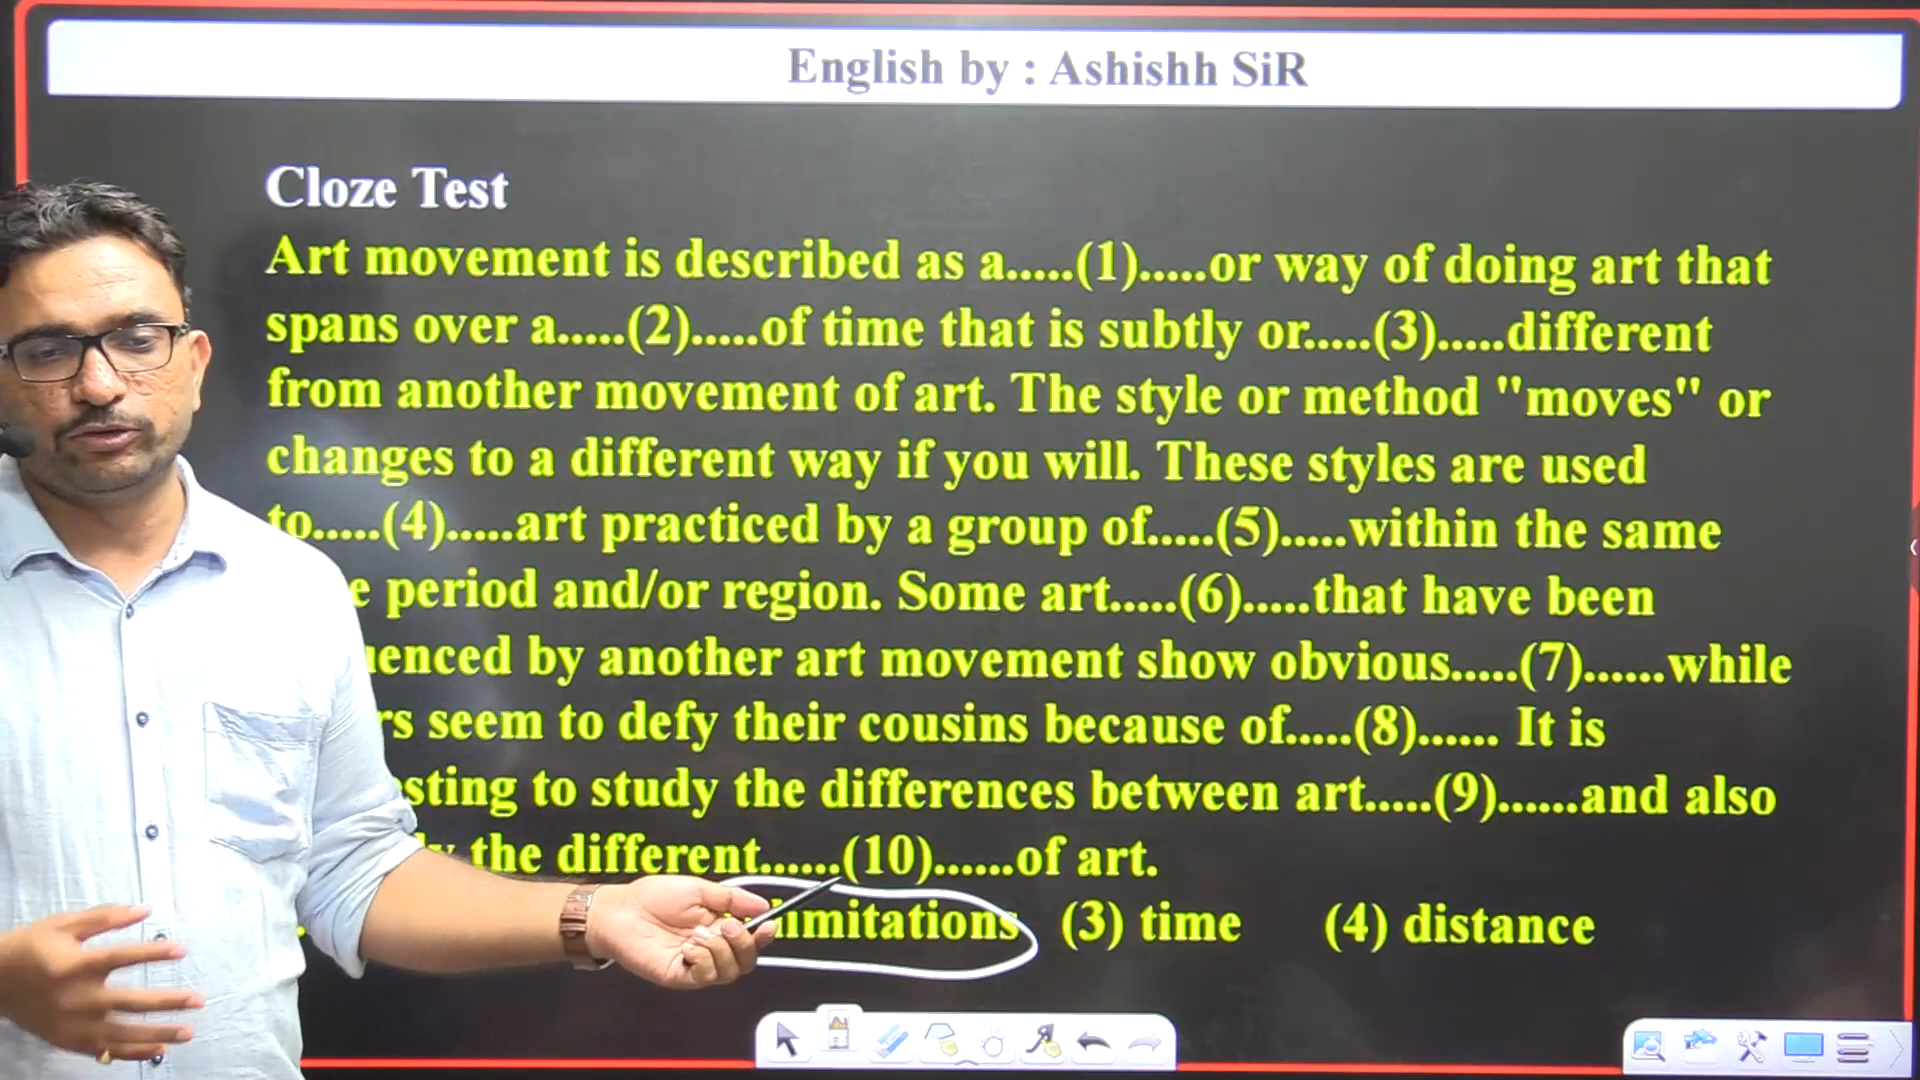 English by : Ashishh SiR
Cloze Test
Art movement is described as a.....(1).....or way of doing art that
spans over a.....(2).....of time that is subtly or.....(3).....different
from another movement of art. The style or method "moves" or
changes to a different way if you will. These styles are used
to.....(4).....art practiced by a group of.....(5).....within the same
period and/or region. Some art.....(6).....that have been
by another art movement show obvious.....(7)......while
seem to defy their cousins because of.....(8)...... It is
to study the differences between art.....(9)......and also
the different......(10)......of art.
limitations (3) time (4) distance